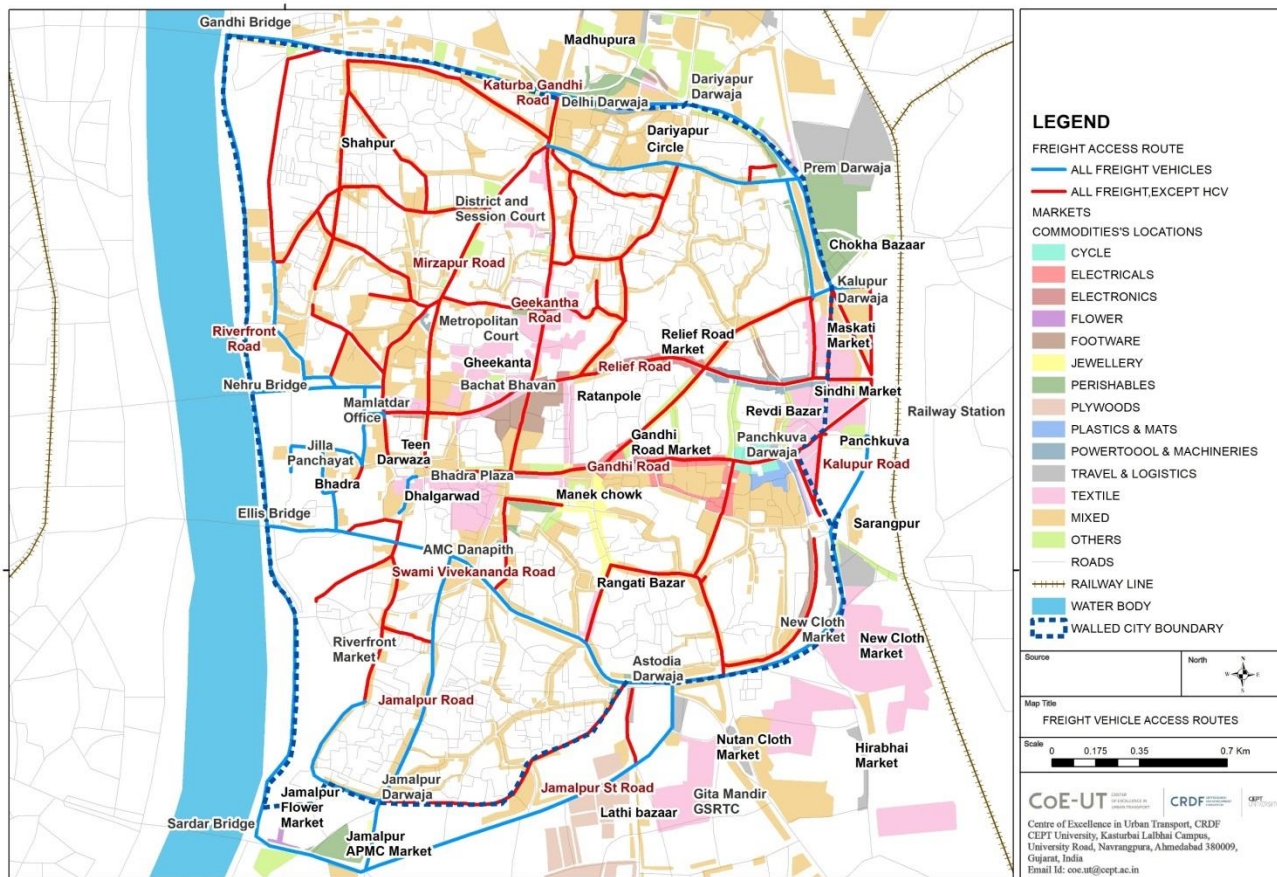 Gandhi Bridge
Madhupura
Katurba Gandhi
Road
Delhi Darwaja
Dariyapur
Darwaja
Dariyapur
Circle
Shahpur
Prem Darwaja
District and
Session Court
Chokha Bazaar
Mirzapur Road
Kalupur
Darwaja
Geekantha
Road
Metropolitan
Court
Maskati
Market
Riverfront
Road
Relief Road
Market
Gheekanta
Relief Road
Nehru Bridge
Bachat Bhavan
Sindhi Market
Ratanpole
Mamlatdar
Office
Revdi Bazar
Railway Station
Jilla
Panchayat
Teen
Darwaza
Gandhi
Road Market
Panchkuva
Darwaja
Panchkuva
Gandhi Road
Kalupur Road
Bhadra
Bhadra Plaza
Dhalgarwad
Manek chowk
Ellis Bridge
Sarangpur
AMC Danapith
Swami Vivekananda Road
Rangati Bazar
New Cloth
Market
New Cloth
Market
Riverfront
Market
Astodia
Darwaja
Jamalpur Road
Nutan Cloth
Market
Hirabhai
Market
Jamalpur
Darwaja
Jamalpur
Flower
Market
Jamalpur St Road
Gita Mandir
GSRTC
Lathi bazaar
Sardar Bridge
Jamalpur
APMC Market
LEGEND
FREIGHT ACCESS ROUTE
ALL FREIGHT VEHICLES
ALL FREIGHT,EXCEPT HCV
MARKETS
COMMODITIES'S LOCATIONS
CYCLE
ELECTRICALS
ELECTRONICS
FLOWER
FOOTWARE
JEWELLERY
PERISHABLES
PLYWOODS
PLASTICS & MATS
POWERTOOOL & MACHINERIES
TRAVEL & LOGISTICS
TEXTILE
MIXED
OTHERS
ROADS
RAILWAY LINE
WATER BODY
WALLED CITY BOUNDARY
Source
North
N
W
E
S
Map Title
FREIGHT VEHICLE ACCESS ROUTES
Scale
0 0.175 0.35 0.7 Km
CoE-UT
CENTER
OF EXCELLENCE IN
URBAN TRANSPORT
CRDF
CEPT
Centre of Excellence in Urban Transport, CRDF
CEPT University, Kasturbai Lalbhai Campus,
University Road, Navrangpura, Ahmedabad 380009,
Gujarat, India
Email Id: coe.ut@cept.ac.in